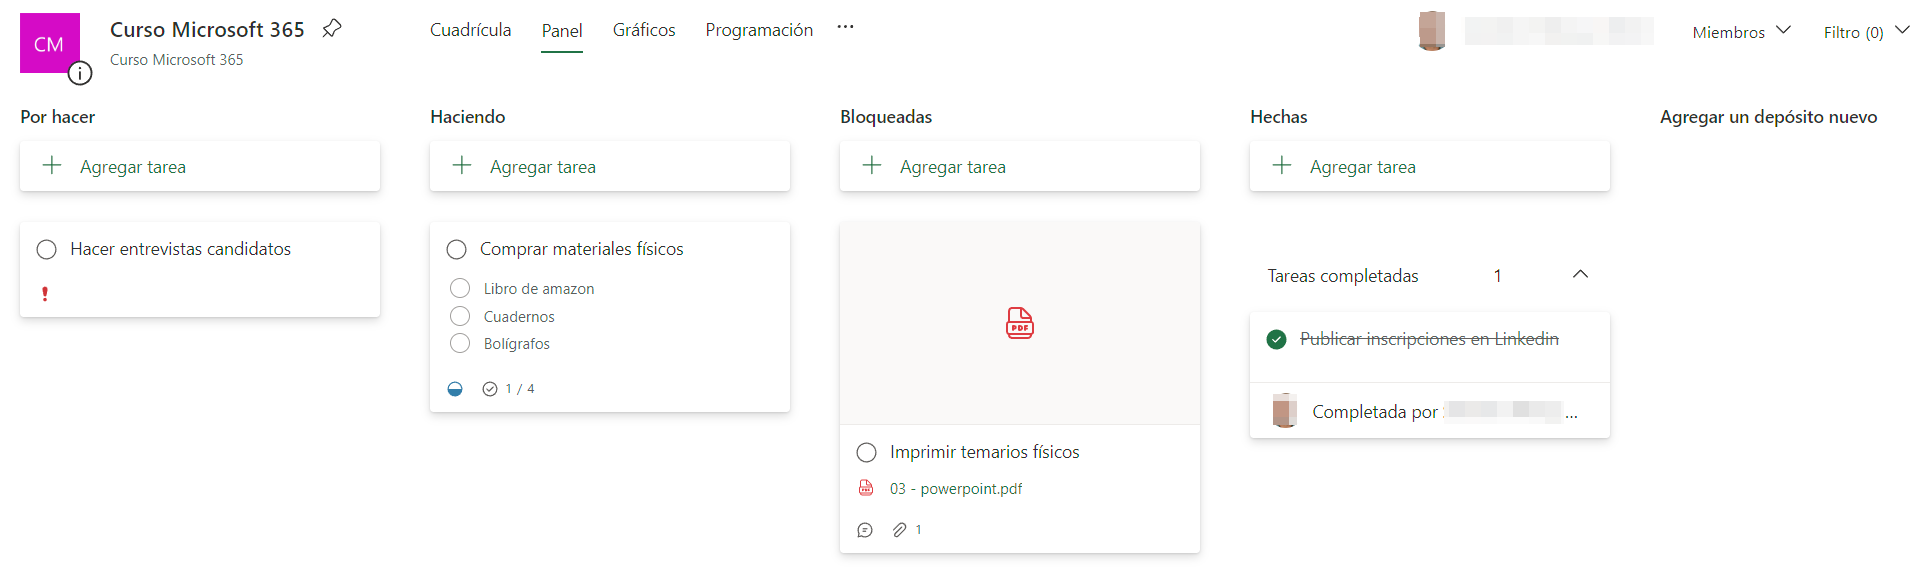 CM
Curso Microsoft 365
Curso Microsoft 365
Cuadrícula
Panel
Gráficos
Programación
...
Miembros
Filtro (0)
Por hacer
Agregar tarea
Hacer entrevistas candidatos
Haciendo
Agregar tarea
Comprar materiales físicos
Libro de amazon
Cuadernos
Bolígrafos
1 / 4
Bloqueadas
Agregar tarea
PDF
Imprimir temarios físicos
03 - powerpoint.pdf
1
Hechas
Agregar tarea
Tareas completadas 1
Publicar inscripciones en Linkedin
Completada por ...
Agregar un depósito nuevo